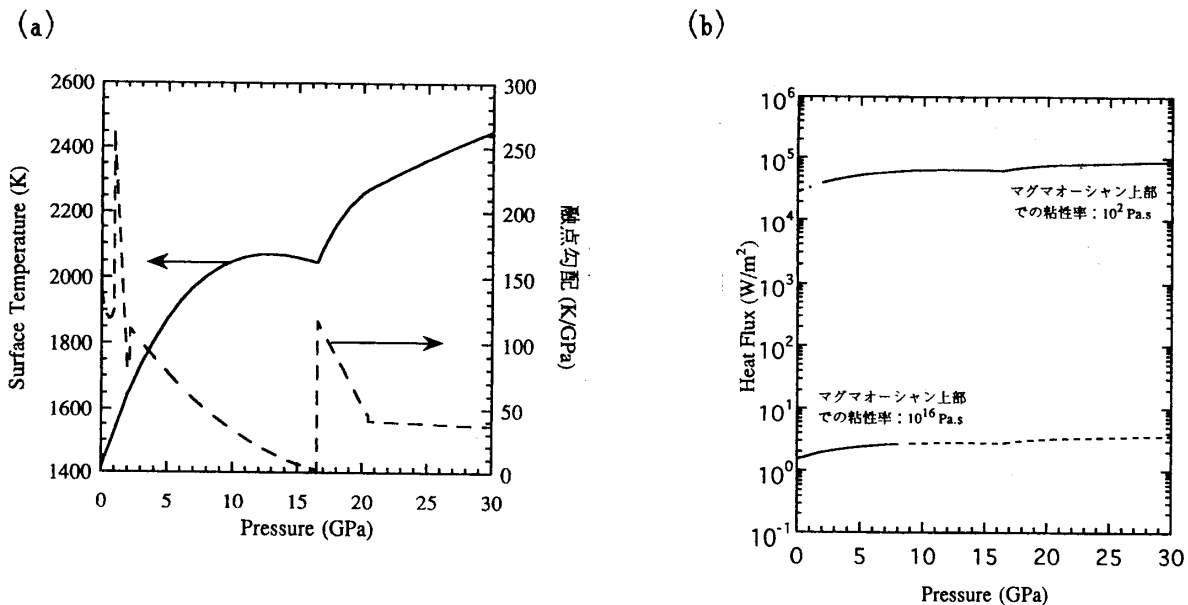 (a)
2600
2400
2200
2000
1800
1600
1400
Surface Temperature (K)
300
250
200
150
100
50
0
融点勾配 (K/GPa)
0 5 10 15 20 25 30
Pressure (GPa)
(b)
10^6
10^5
10^4
10^3
10^2
10^1
10^0
10^-1
Heat Flux (W/m²)
マグマオーシャン上部
での粘性率：10² Pa.s
マグマオーシャン上部
での粘性率：10^16 Pa.s
0 5 10 15 20 25 30
Pressure (GPa)